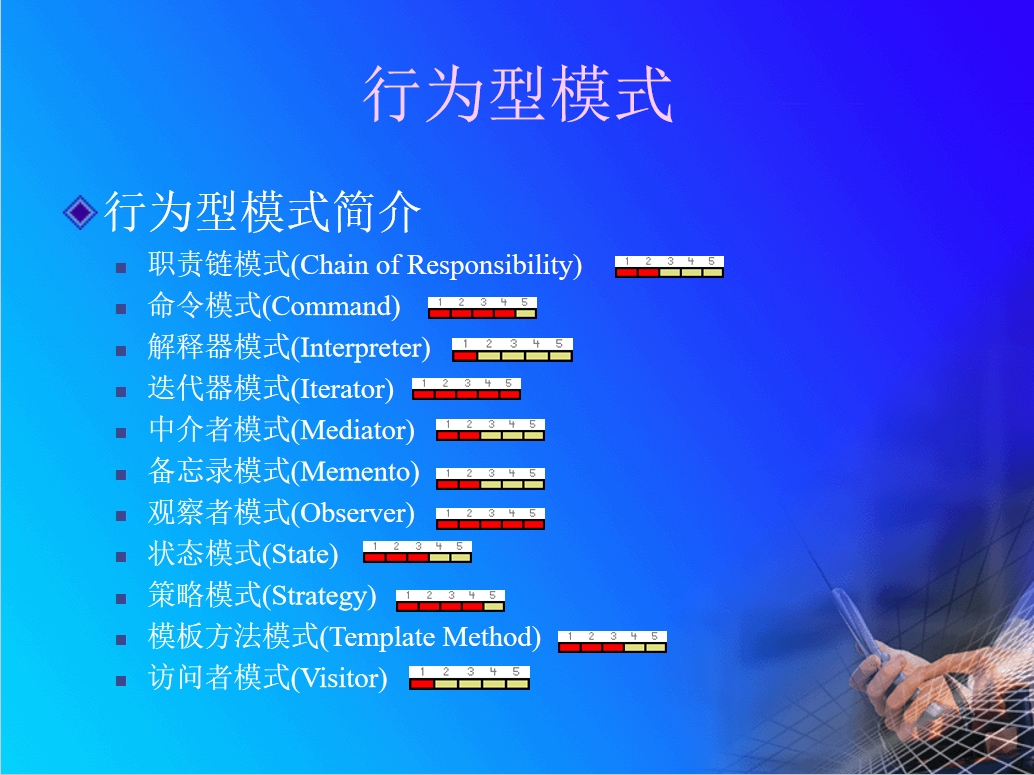 行为型模式
行为型模式简介
职责链模式(Chain of Responsibility) 1 2 3 4 5
命令模式(Command) 1 2 3 4 5
解释器模式(Interpreter) 1 2 3 4 5
迭代器模式(Iterator) 1 2 3 4 5
中介者模式(Mediator) 1 2 3 4 5
备忘录模式(Memento) 1 2 3 4 5
观察者模式(Observer) 1 2 3 4 5
状态模式(State) 1 2 3 4 5
策略模式(Strategy) 1 2 3 4 5
模板方法模式(Template Method) 1 2 3 4 5
访问者模式(Visitor) 1 2 3 4 5